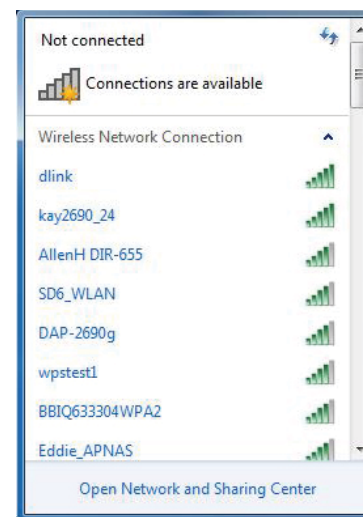 Not connected
Connections are available
Wireless Network Connection
dlink
kay2690_24
AllenH DIR-655
SD6_WLAN
DAP-2690g
wpstest1
BBIQ633304WPA2
Eddie_APNAS
Open Network and Sharing Center